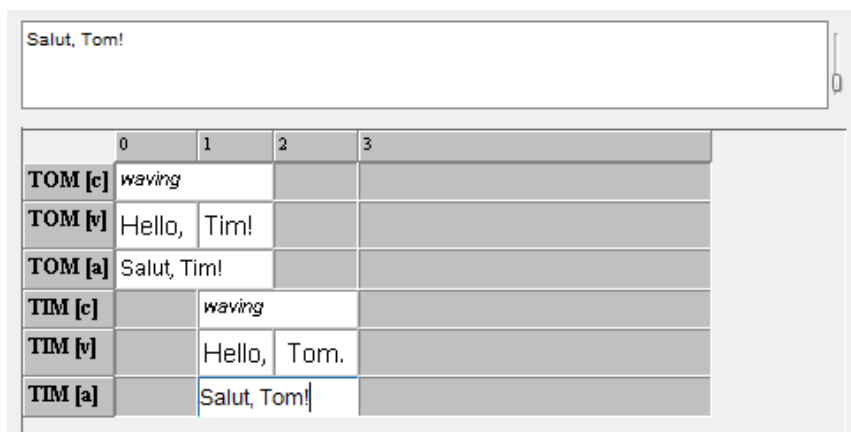 Salut, Tom!
0 1 2 3
TOM [c] waving
TOM [v] Hello, Tim!
TOM [a] Salut, Tim!
TIM [c] waving
TIM [v] Hello, Tom.
TIM [a] Salut, Tom!